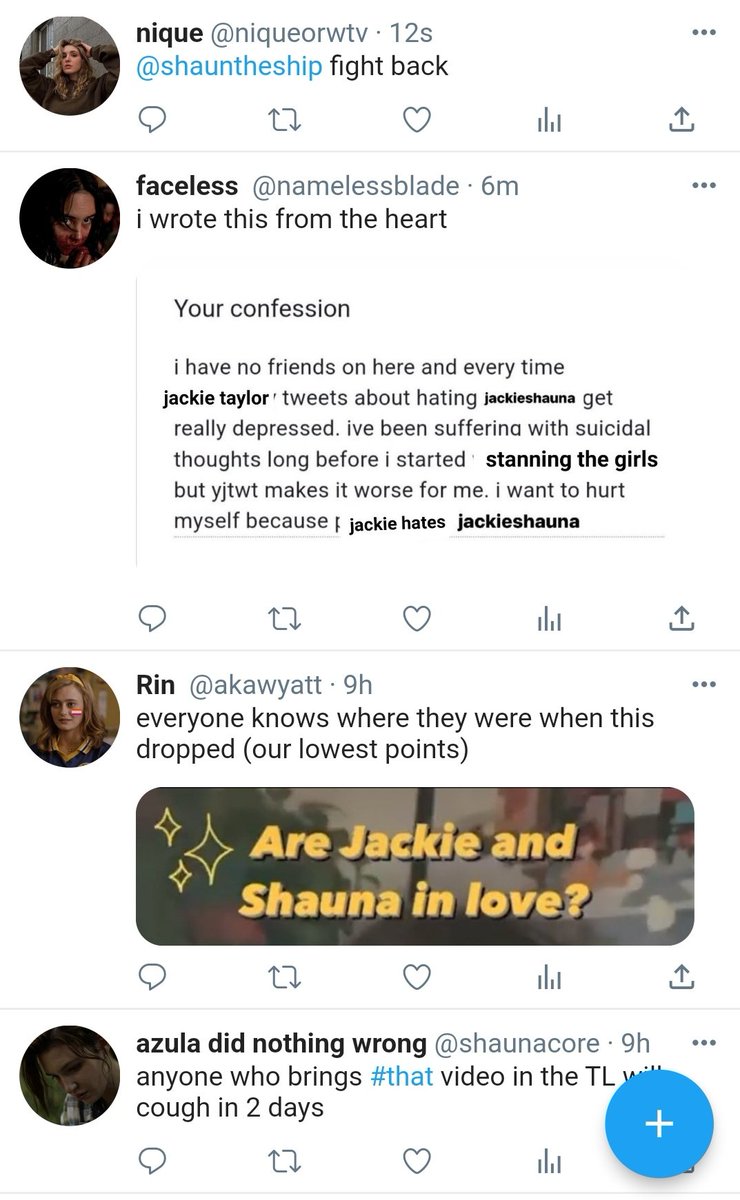 nique @niqueorwtv · 12s
@shauntheship fight back
faceless @namelessblade · 6m
i wrote this from the heart
Your confession
i have no friends on here and every time
jackie taylor tweets about hating jackieshauna get
really depressed. ive been suffering with suicidal
thoughts long before i started stanning the girls
but yjtwt makes it worse for me. i want to hurt
myself because jackie hates jackieshauna
Rin @akawyatt · 9h
everyone knows where they were when this
dropped (our lowest points)
Are Jackie and
Shauna in love?
azula did nothing wrong @shaunacore · 9h
anyone who brings #that video in the TL will
cough in 2 days